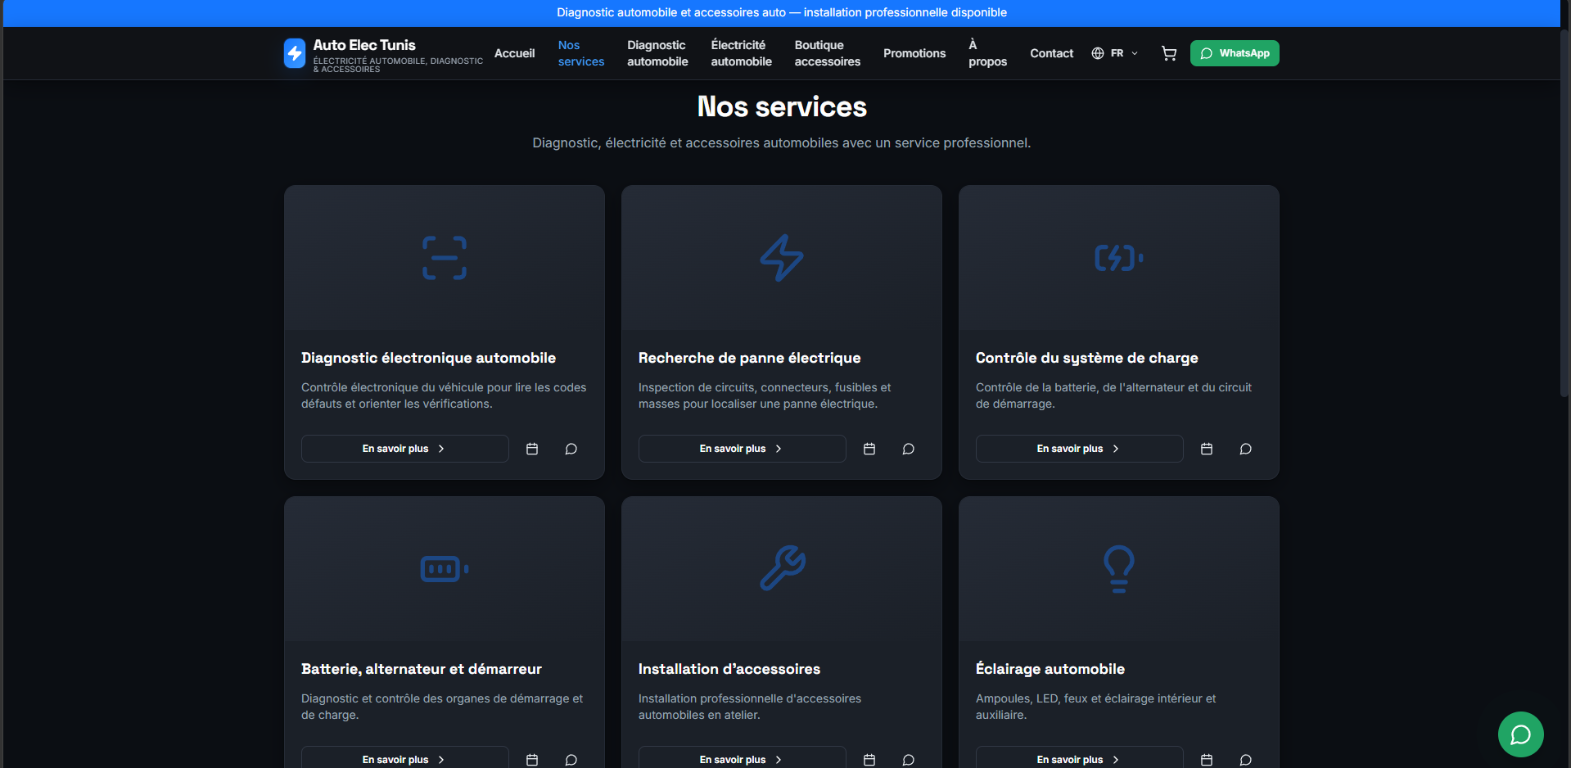 Diagnostic automobile et accessoires auto — installation professionnelle disponible
Auto Elec Tunis
ÉLECTRICITÉ AUTOMOBILE, DIAGNOSTIC
& ACCESSOIRES
Accueil
Nos
services
Diagnostic
automobile
Électricité
automobile
Boutique
accessoires
Promotions
À
propos
Contact
FR
WhatsApp
Nos services
Diagnostic, électricité et accessoires automobiles avec un service professionnel.
Diagnostic électronique automobile
Contrôle électronique du véhicule pour lire les codes
défauts et orienter les vérifications.
En savoir plus
Recherche de panne électrique
Inspection de circuits, connecteurs, fusibles et
masses pour localiser une panne électrique.
En savoir plus
Contrôle du système de charge
Contrôle de la batterie, de l'alternateur et du circuit
de démarrage.
En savoir plus
Batterie, alternateur et démarreur
Diagnostic et contrôle des organes de démarrage et
de charge.
En savoir plus
Installation d'accessoires
Installation professionnelle d'accessoires
automobiles en atelier.
En savoir plus
Éclairage automobile
Ampoules, LED, feux et éclairage intérieur et
auxiliaire.
En savoir plus